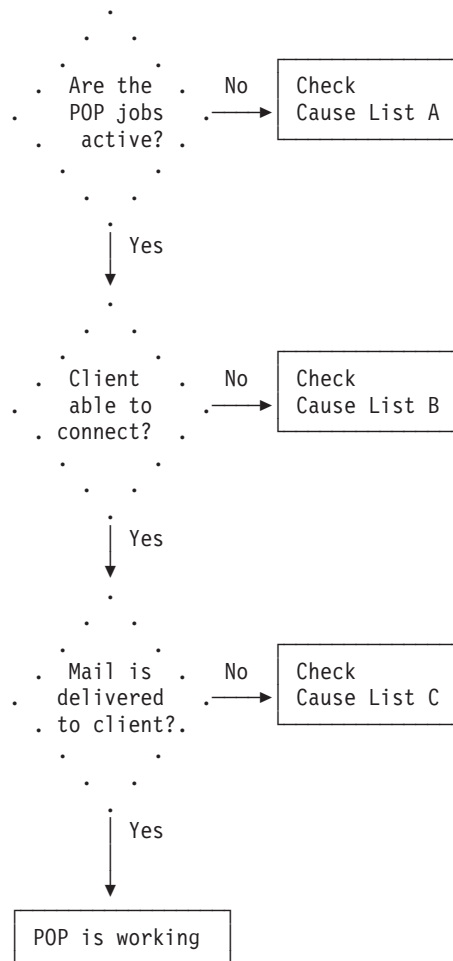 Are the
POP jobs
active?
No
Check
Cause List A
Yes
Client
able to
connect?
No
Check
Cause List B
Yes
Mail is
delivered
to client?
No
Check
Cause List C
Yes
POP is working